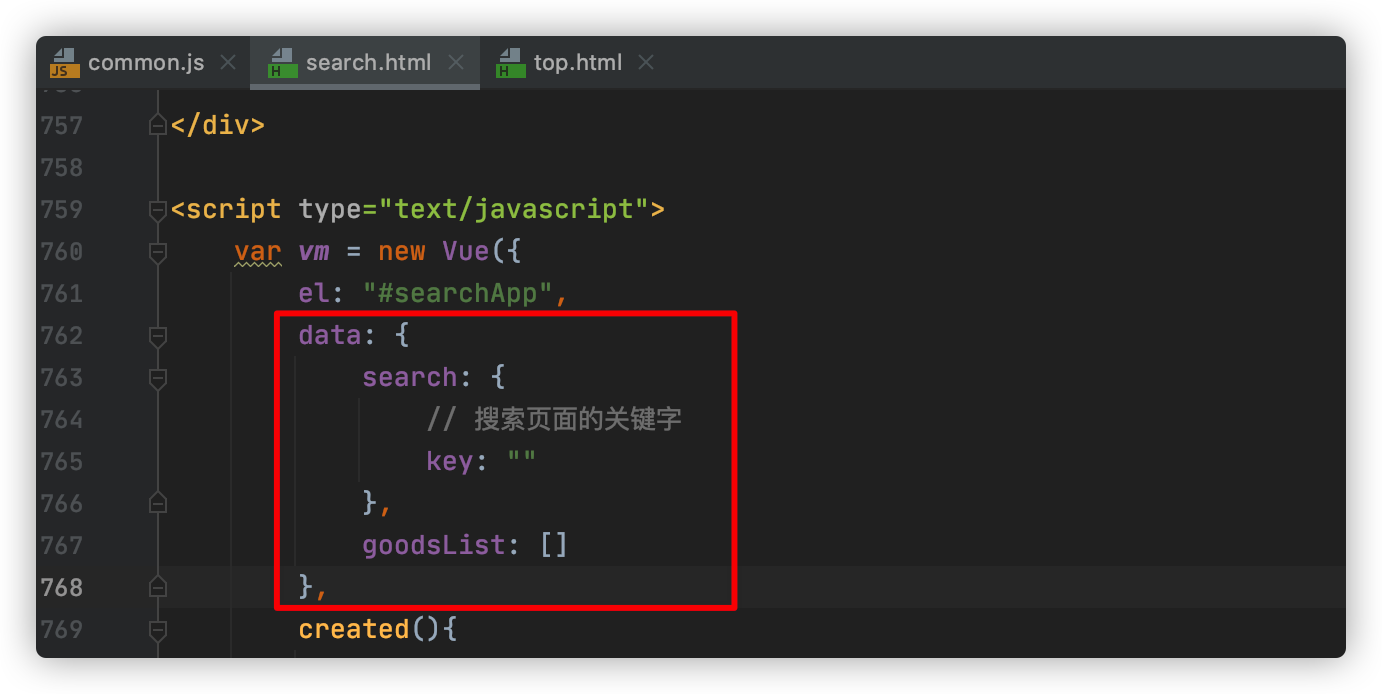 common.js search.html top.html
757 </div>
758
759 <script type="text/javascript">
760 var vm = new Vue({
761 el: "#searchApp",
762 data: {
763 search: {
764 // 搜索页面的关键字
765 key: ""
766 },
767 goodsList: []
768 },
769 created(){